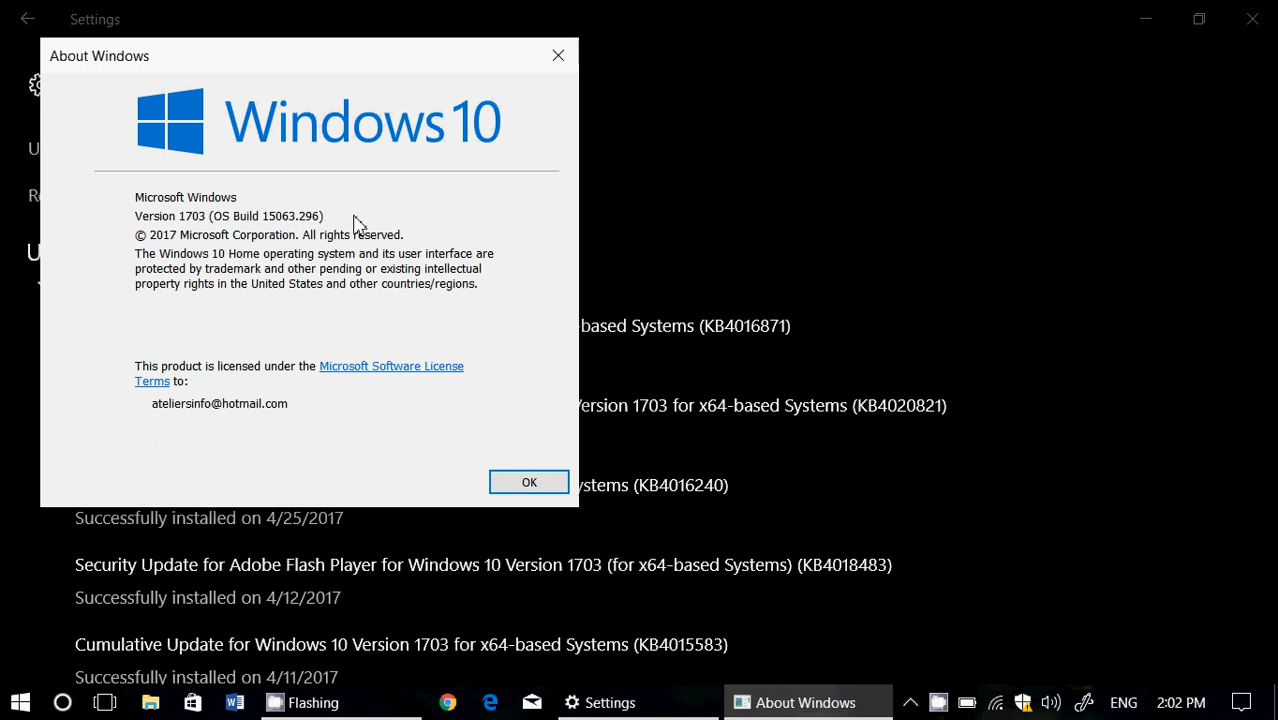 Settings
About Windows
Windows 10
Microsoft Windows
Version 1703 (OS Build 15063.296)
© 2017 Microsoft Corporation. All rights reserved.
The Windows 10 Home operating system and its user interface are
protected by trademark and other pending or existing intellectual
property rights in the United States and other countries/regions.
-based Systems (KB4016871)
This product is licensed under the Microsoft Software License
Terms to:
ateliersinfo@hotmail.com
Version 1703 for x64-based Systems (KB4020821)
OK
ystems (KB4016240)
Successfully installed on 4/25/2017
Security Update for Adobe Flash Player for Windows 10 Version 1703 (for x64-based Systems) (KB4018483)
Successfully installed on 4/12/2017
Cumulative Update for Windows 10 Version 1703 for x64-based Systems (KB4015583)
Successfully installed on 4/11/2017
Flashing
Settings
About Windows
ENG
2:02 PM